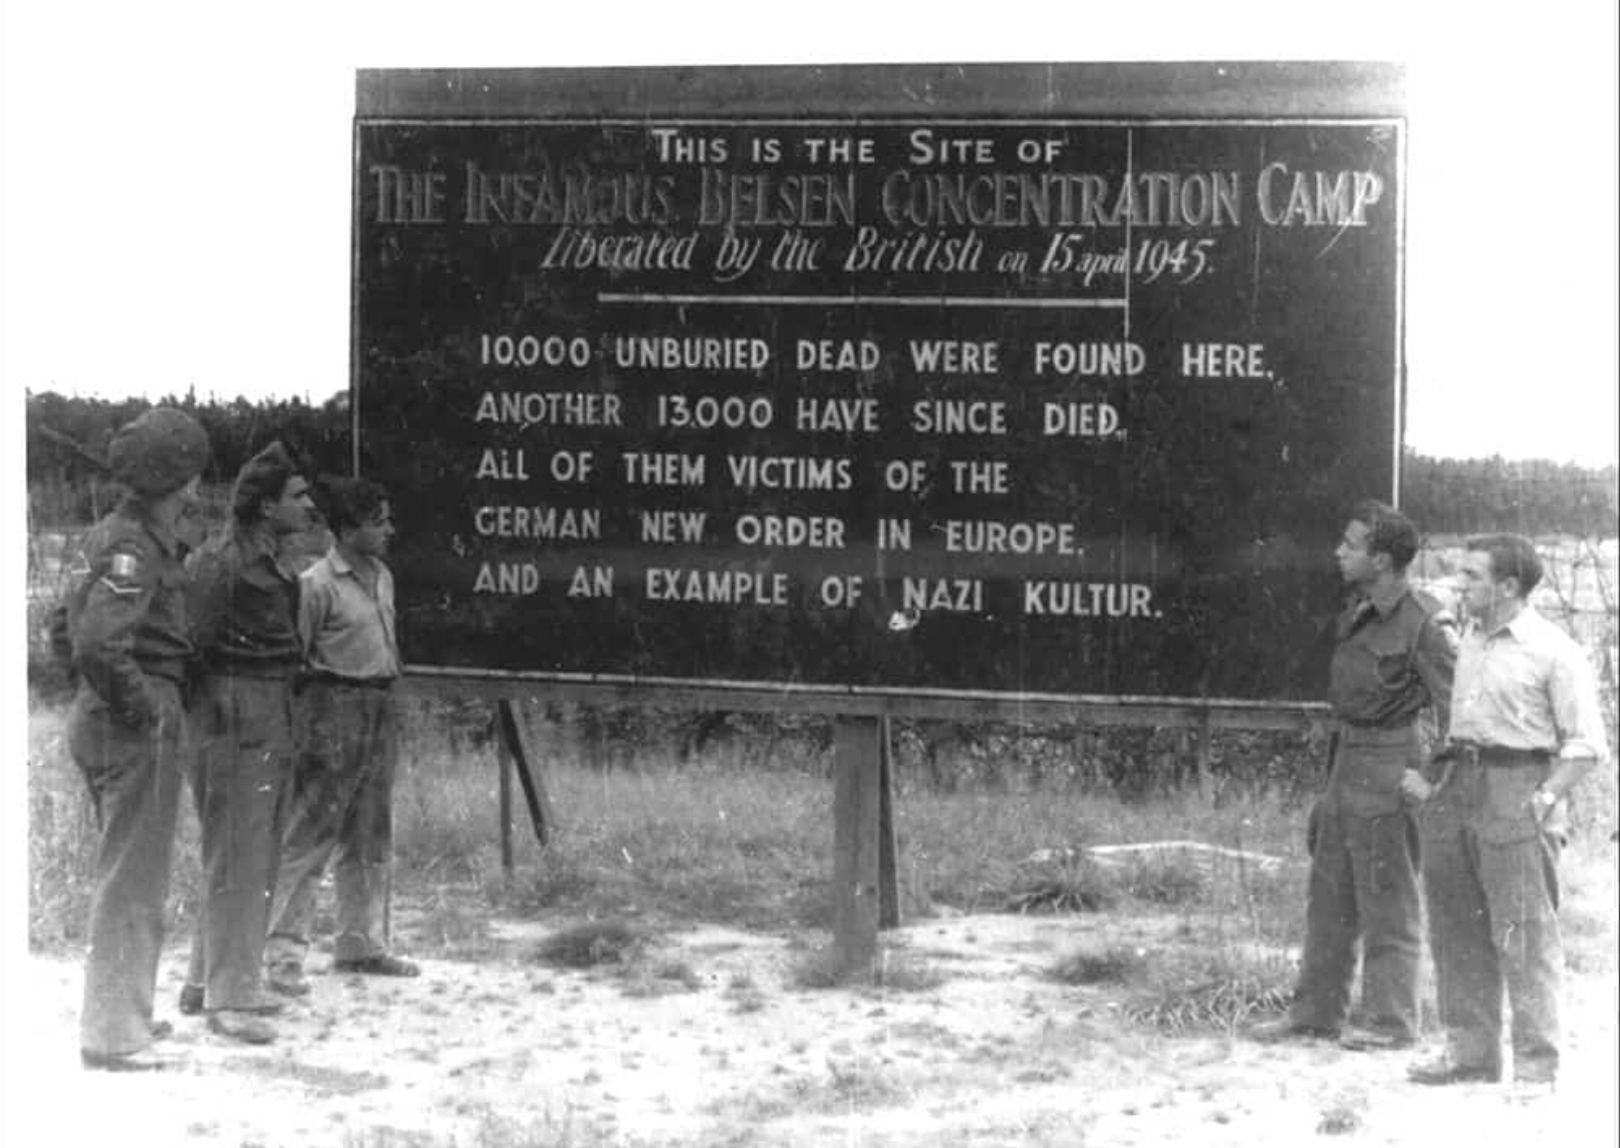 THIS IS THE SITE OF
THE INFAMOUS BELSEN CONCENTRATION CAMP
Liberated by the British on 15 april 1945.
10.000 UNBURIED DEAD WERE FOUND HERE.
ANOTHER 13.000 HAVE SINCE DIED.
ALL OF THEM VICTIMS OF THE
GERMAN NEW ORDER IN EUROPE.
AND AN EXAMPLE OF NAZI KULTUR.